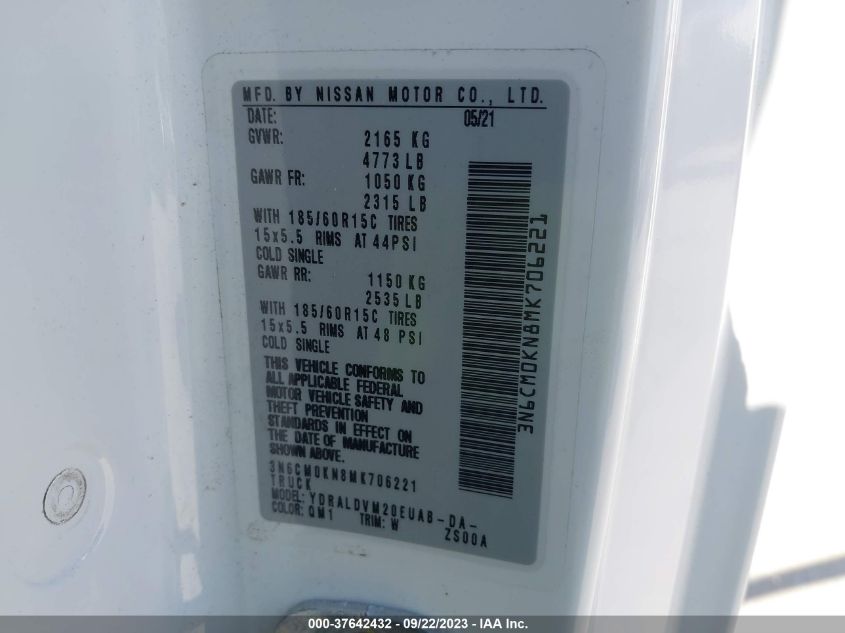 MFD. BY NISSAN MOTOR CO., LTD.
DATE: 05/21
GVWR: 2165 KG
4773 LB
GAWR FR: 1050 KG
2315 LB
WITH 185/60R15C TIRES
15x5.5 RIMS AT 44PSI
COLD SINGLE
GAWR RR: 1150 KG
2535 LB
WITH 185/60R15C TIRES
15x5.5 RIMS AT 48 PSI
COLD SINGLE
THIS VEHICLE CONFORMS TO
ALL APPLICABLE FEDERAL
MOTOR VEHICLE SAFETY AND
THEFT PREVENTION
STANDARDS IN EFFECT ON
THE DATE OF MANUFACTURE
SHOWN ABOVE.
3N6CM0KN8MK706221
TRUCK
MODEL: YDRALDVM20EUAB-DA-
ZS00A
COLOR: QM1 TRIM: W
3N6CM0KN8MK706221
000-37642432 - 09/22/2023 - IAA Inc.